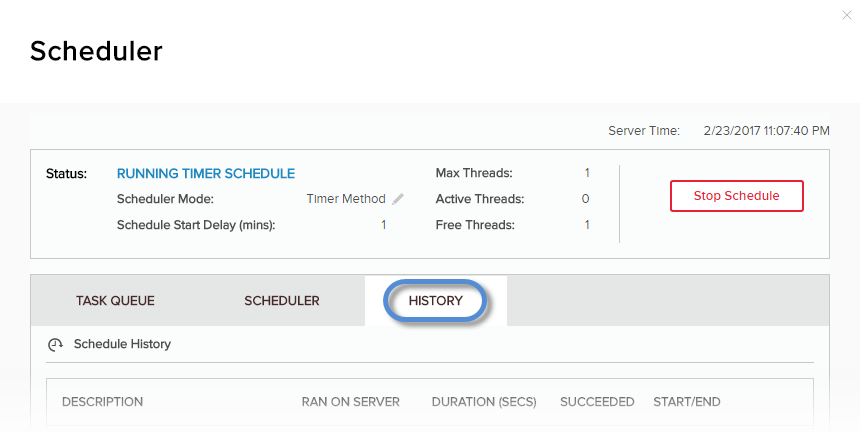 Scheduler
Server Time: 2/23/2017 11:07:40 PM
Status: RUNNING TIMER SCHEDULE Max Threads: 1
Scheduler Mode: Timer Method Active Threads: 0 Stop Schedule
Schedule Start Delay (mins): 1 Free Threads: 1
TASK QUEUE SCHEDULER HISTORY
Schedule History
DESCRIPTION RAN ON SERVER DURATION (SECS) SUCCEEDED START/END